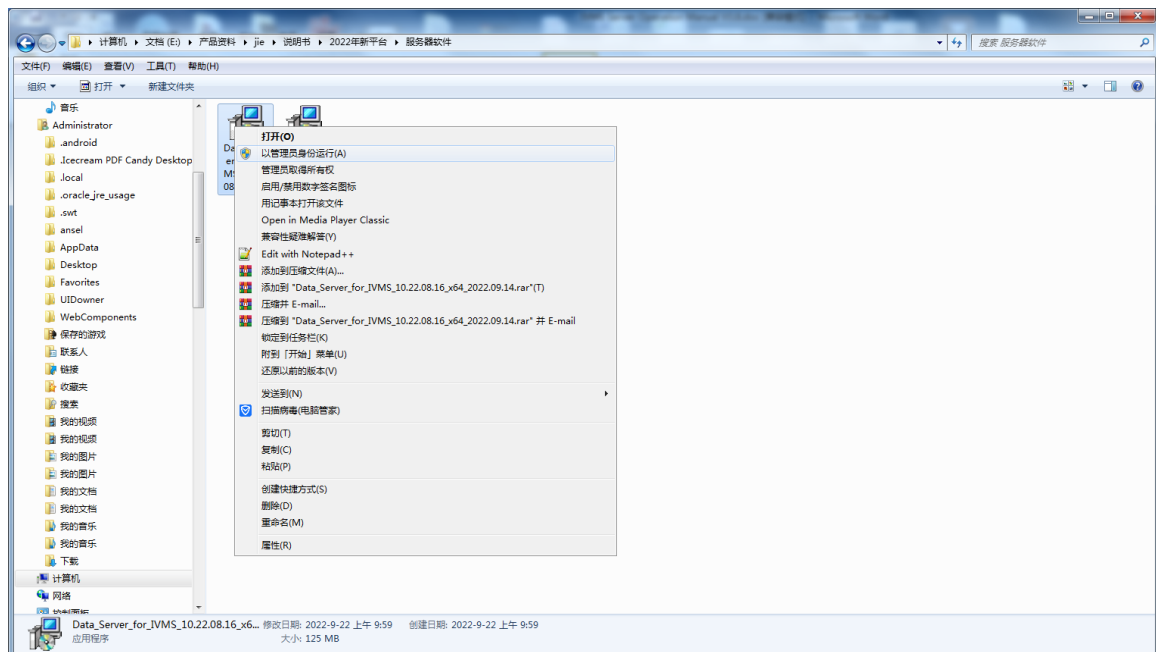 计算机 ▸ 文档 (E:) ▸ 产品资料 ▸ jie ▸ 说明书 ▸ 2022年新平台 ▸ 服务器软件
搜索 服务器软件
文件(F) 编辑(E) 查看(V) 工具(T) 帮助(H)
组织 打开 新建文件夹
音乐
Administrator
.android
.Icecream PDF Candy Desktop
.local
.oracle_jre_usage
.swt
ansel
AppData
Desktop
Favorites
UIDowner
WebComponents
保存的游戏
联系人
链接
收藏夹
搜索
我的视频
我的视频
我的图片
我的图片
我的文档
我的文档
我的音乐
我的音乐
下载
计算机
网络
控制面板
打开(O)
以管理员身份运行(A)
管理员取得所有权
启用/禁用数字签名图标
用记事本打开该文件
Open in Media Player Classic
兼容性疑难解答(Y)
Edit with Notepad++
添加到压缩文件(A)...
添加到 "Data_Server_for_IVMS_10.22.08.16_x64_2022.09.14.rar"(T)
压缩并 E-mail...
压缩到 "Data_Server_for_IVMS_10.22.08.16_x64_2022.09.14.rar" 并 E-mail
锁定到任务栏(K)
附到「开始」菜单(U)
还原以前的版本(V)
发送到(N)
扫描病毒(电脑管家)
剪切(T)
复制(C)
粘贴(P)
创建快捷方式(S)
删除(D)
重命名(M)
属性(R)
Data_Server_for_IVMS_10.22.08.16_x6... 修改日期: 2022-9-22 上午 9:59 创建日期: 2022-9-22 上午 9:59
应用程序 大小: 125 MB